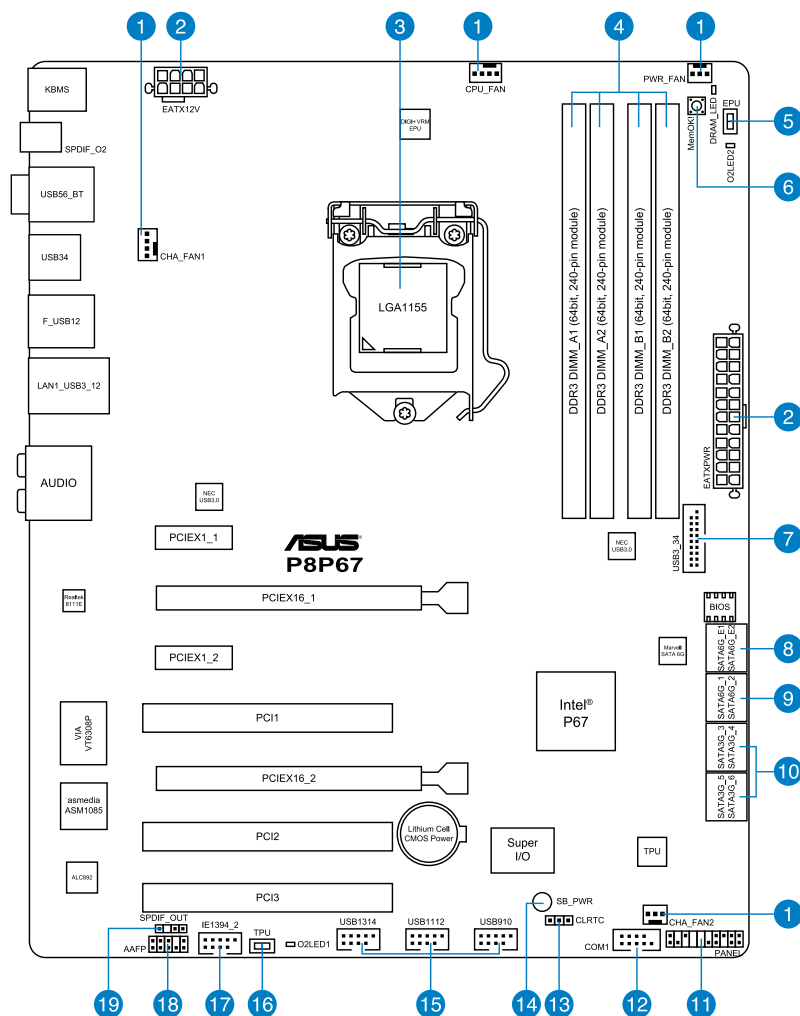 1
2
3
1
4
1
KBMS
EATX12V
CPU_FAN
PWR_FAN
DRAM_LED
EPU
5
MemOK!
O2LED2
6
SPDIF_O2
DIGI+ VRM
EPU
USB56_BT
1
CHA_FAN1
USB34
F_USB12
LAN1_USB3_12
AUDIO
LGA1155
DDR3 DIMM_A1 (64bit, 240-pin module)
DDR3 DIMM_A2 (64bit, 240-pin module)
DDR3 DIMM_B1 (64bit, 240-pin module)
DDR3 DIMM_B2 (64bit, 240-pin module)
2
EATXPWR
NEC
USB3.0
PCIEX1_1
ASUS®
P8P67
NEC
USB3.0
USB3_34
7
Realtek
8111E
PCIEX16_1
BIOS
PCIEX1_2
Marvell
SATA 6G
SATA6G_E1
SATA6G_E2
8
SATA6G_1
SATA6G_2
9
VIA
VT6308P
PCI1
Intel®
P67
SATA3G_3
SATA3G_4
10
SATA3G_5
SATA3G_6
asmedia
ASM1085
PCIEX16_2
PCI2
Lithium Cell
CMOS Power
Super
I/O
TPU
ALC892
PCI3
SB_PWR
CLRTC
CHA_FAN2
1
SPDIF_OUT
AAFP
IE1394_2
TPU
O2LED1
USB1314
USB1112
USB910
COM1
PANEL
19
18
17
16
15
14
13
12
11